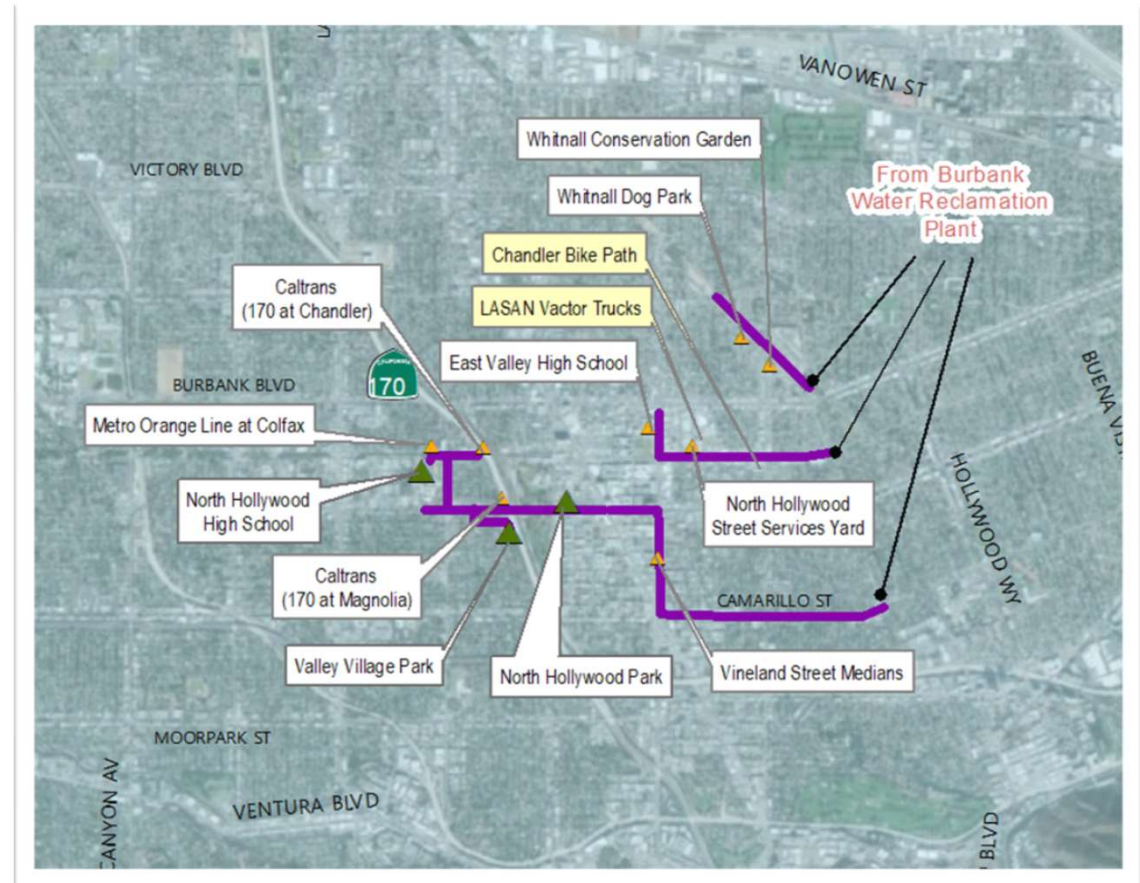 VANOWEN ST
Whitnall Conservation Garden
VICTORY BLVD
From Burbank
Water Reclamation
Plant
Whitnall Dog Park
Chandler Bike Path
Caltrans
(170 at Chandler)
LASAN Vactor Trucks
East Valley High School
CALIFORNIA
170
BURBANK BLVD
BUENA VIS
Metro Orange Line at Colfax
North Hollywood
High School
North Hollywood
Street Services Yard
HOLLYWOOD WY
Caltrans
(170 at Magnolia)
CAMARILLO ST
Valley Village Park
North Hollywood Park
Vineland Street Medians
MOORPARK ST
CANYON AV
VENTURA BLVD
BLVD